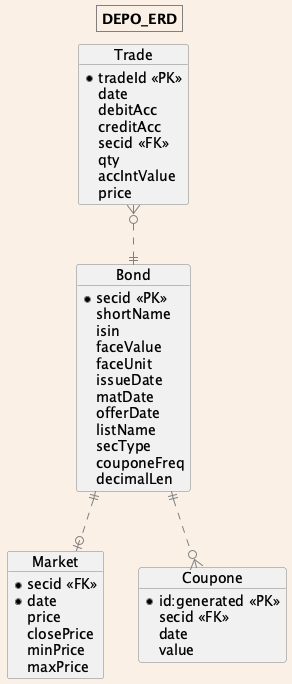 DEPO_ERD
Trade
tradeId «PK»
date
debitAcc
creditAcc
secid «FK»
qty
accIntValue
price
Bond
secid «PK»
shortName
isin
faceValue
faceUnit
issueDate
matDate
offerDate
listName
secType
couponeFreq
decimalLen
Market
secid «FK»
date
price
closePrice
minPrice
maxPrice
Coupone
id:generated «PK»
secid «FK»
date
value